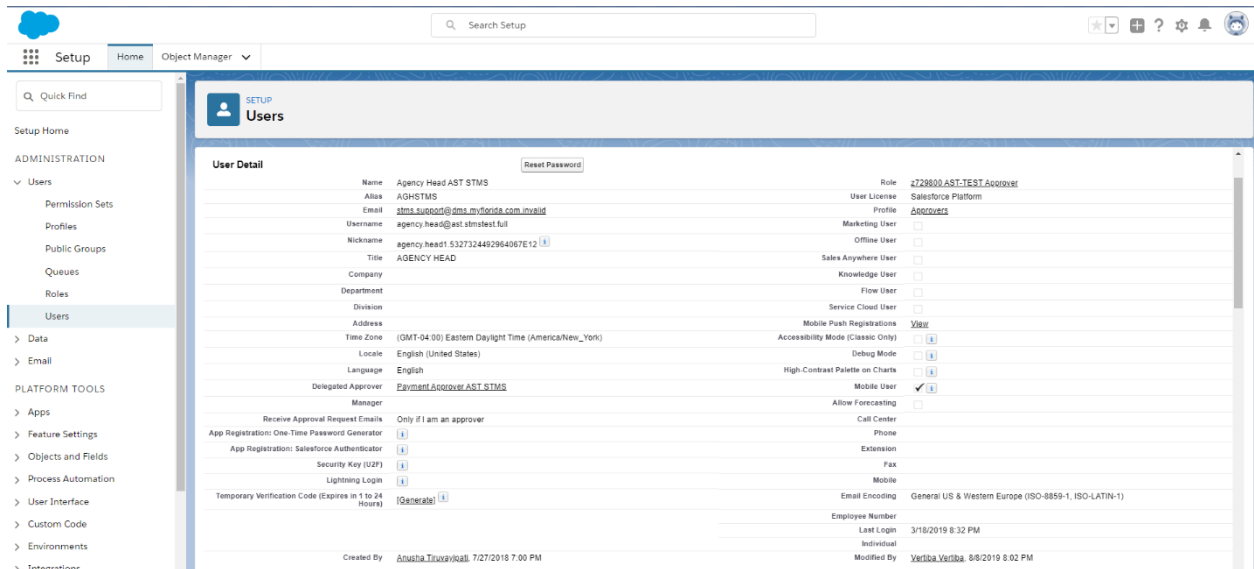 Search Setup
Setup
Home
Object Manager
Quick Find
Setup Home
ADMINISTRATION
Users
Permission Sets
Profiles
Public Groups
Queues
Roles
Users
Data
Email
PLATFORM TOOLS
Apps
Feature Settings
Objects and Fields
Process Automation
User Interface
Custom Code
Environments
Integrations
SETUP
Users
User Detail
Reset Password
Name Agency Head AST STMS
Alias AGHSTMS
Email stms.support@dms.myflorida.com.invalid
Username agency.head@ast.stmstest.full
Nickname agency.head1.5327324492964067E12 i
Title AGENCY HEAD
Company
Department
Division
Address
Time Zone (GMT-04:00) Eastern Daylight Time (America/New_York)
Locale English (United States)
Language English
Delegated Approver Payment Approver AST STMS
Manager
Receive Approval Request Emails Only if I am an approver
App Registration: One-Time Password Generator i
App Registration: Salesforce Authenticator i
Security Key (U2F) i
Lightning Login i
Temporary Verification Code (Expires in 1 to 24
Hours) [Generate] i
Created By Anusha Tiruvayipati, 7/27/2018 7:00 PM
Role z729800 AST-TEST Approver
User License Salesforce Platform
Profile Approvers
Marketing User
Offline User
Sales Anywhere User
Knowledge User
Flow User
Service Cloud User
Mobile Push Registrations View
Accessibility Mode (Classic Only) i
Debug Mode i
High-Contrast Palette on Charts i
Mobile User i
Allow Forecasting
Call Center
Phone
Extension
Fax
Mobile
Email Encoding General US & Western Europe (ISO-8859-1, ISO-LATIN-1)
Employee Number
Last Login 3/18/2019 8:32 PM
Individual
Modified By Vertiba Vertiba, 8/8/2019 8:02 PM